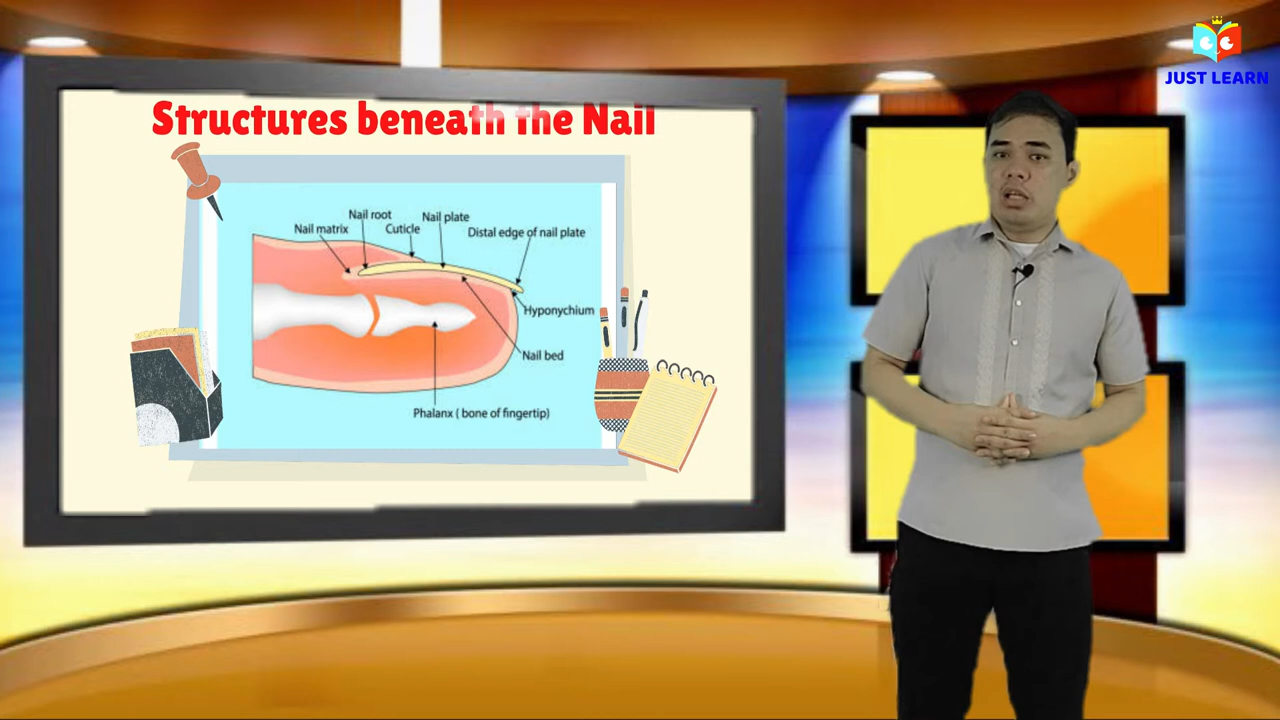 JUST LEARN
Structures beneath the Nail
Nail root
Nail plate
Nail matrix
Cuticle
Distal edge of nail plate
Hyponychium
Nail bed
Phalanx ( bone of fingertip)